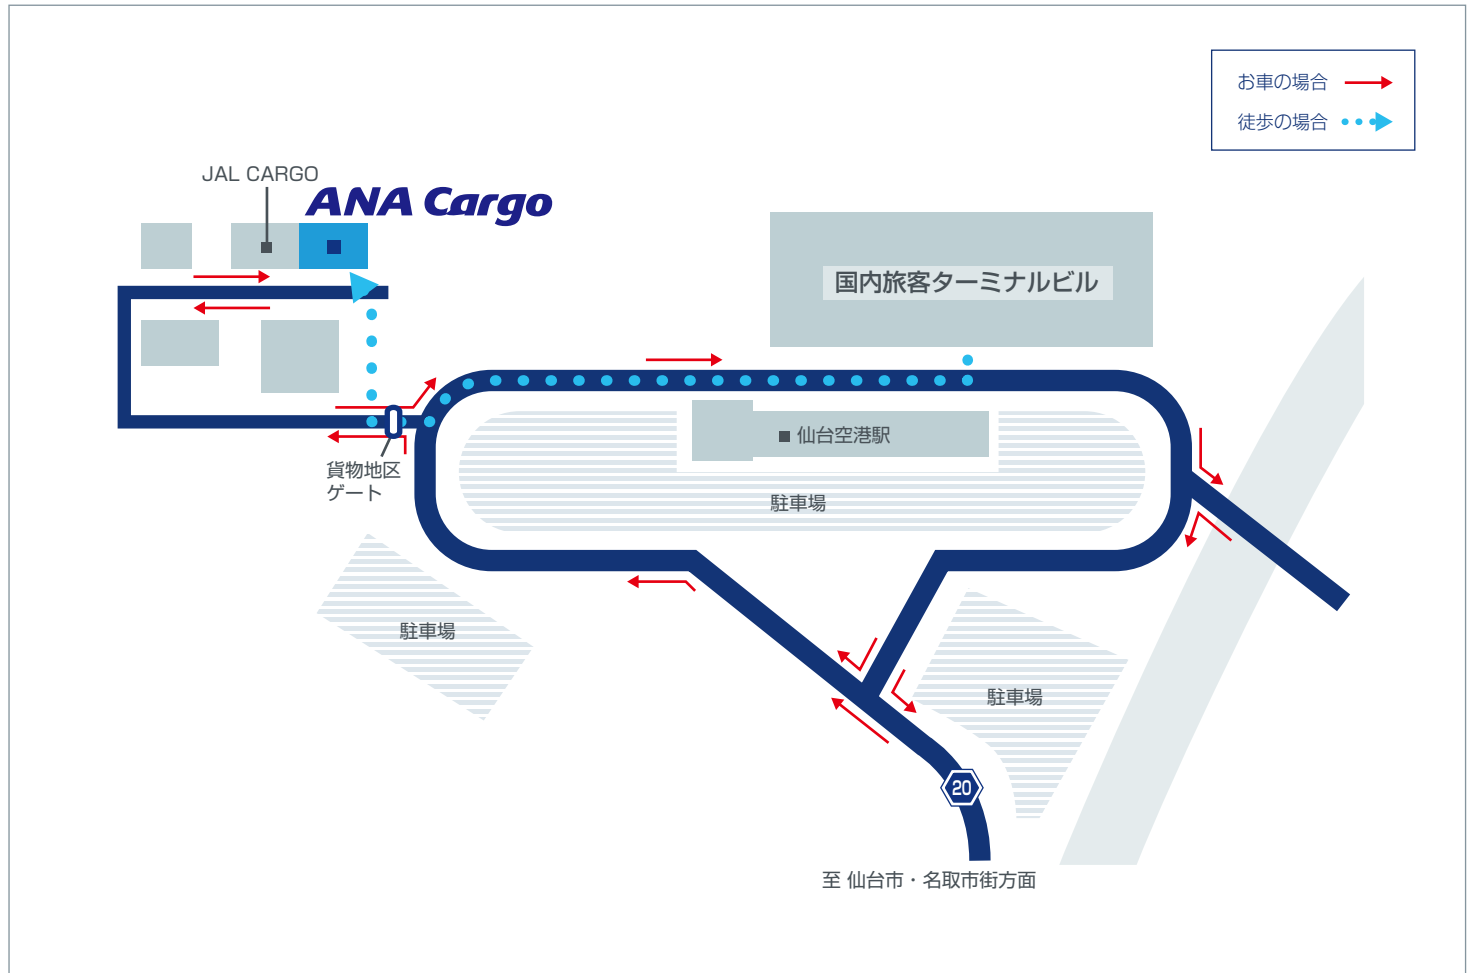 お車の場合
徒歩の場合
JAL CARGO
ANA Cargo
国内旅客ターミナルビル
仙台空港駅
貨物地区
ゲート
駐車場
駐車場
駐車場
20
至 仙台市・名取市街方面